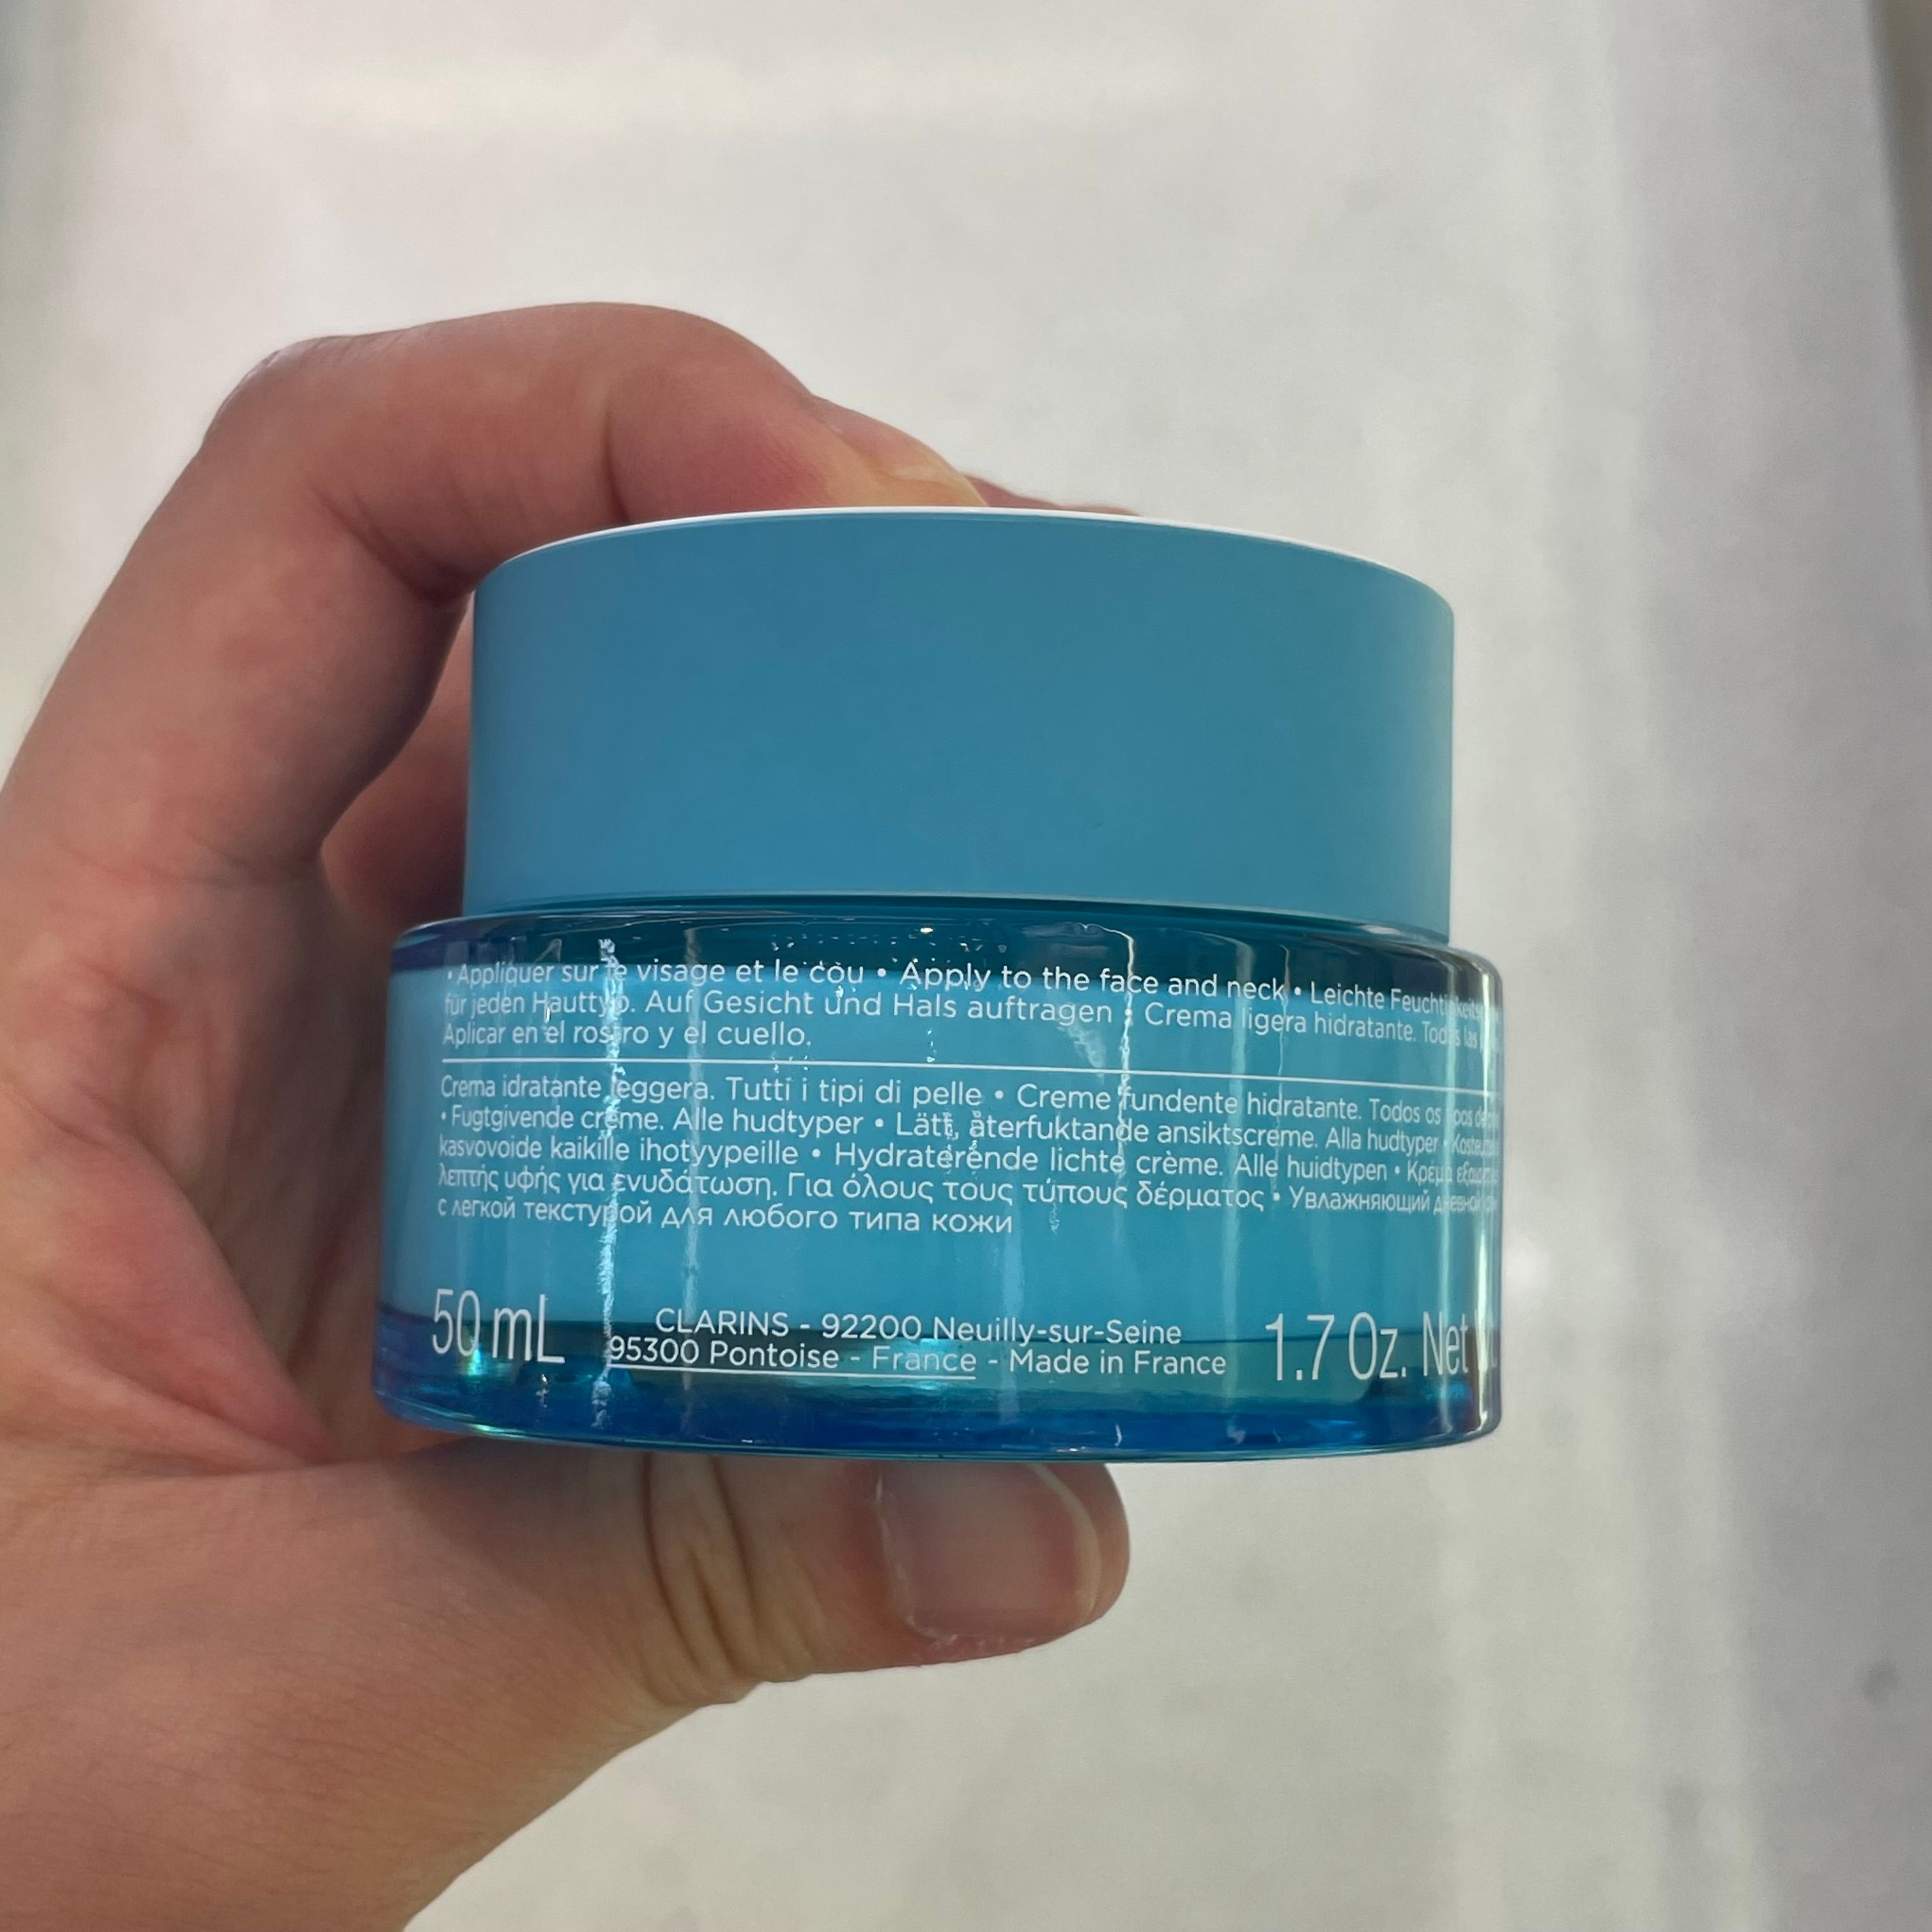 • Appliquer sur le visage et le cou • Apply to the face and neck • Leichte
für jeden Hauttyp. Auf Gesicht und Hals auftragen • Crema ligera hidratante. Todas las
Aplicar en el rostro y el cuello.
Crema idratante leggera. Tutti i tipi di pelle • Creme fundente hidratante. Todos os
• Fugtgivende creme. Alle hudtyper • Lätt, återfuktande ansiktscreme. Alla hudtyper •
kasvovoide kaikille ihotyypeille • Hydraterende lichte crème. Alle huidtypen •
λεπτής υφής για ενυδάτωση. Για όλους τους τύπους δέρματος • Увлажняющий дневной
с легкой текстурой для любого типа кожи
50 mL
CLARINS - 92200 Neuilly-sur-Seine
95300 Pontoise - France - Made in France
1.7 Oz. Net